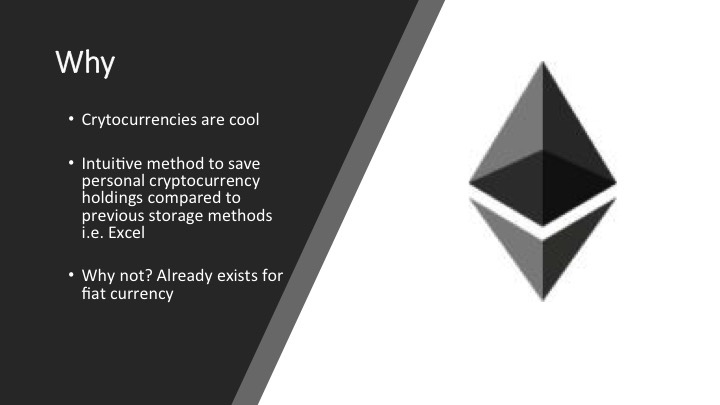 Why
• Crytocurrencies are cool
• Intuitive method to save
personal cryptocurrency
holdings compared to
previous storage methods
i.e. Excel
• Why not? Already exists for
fiat currency